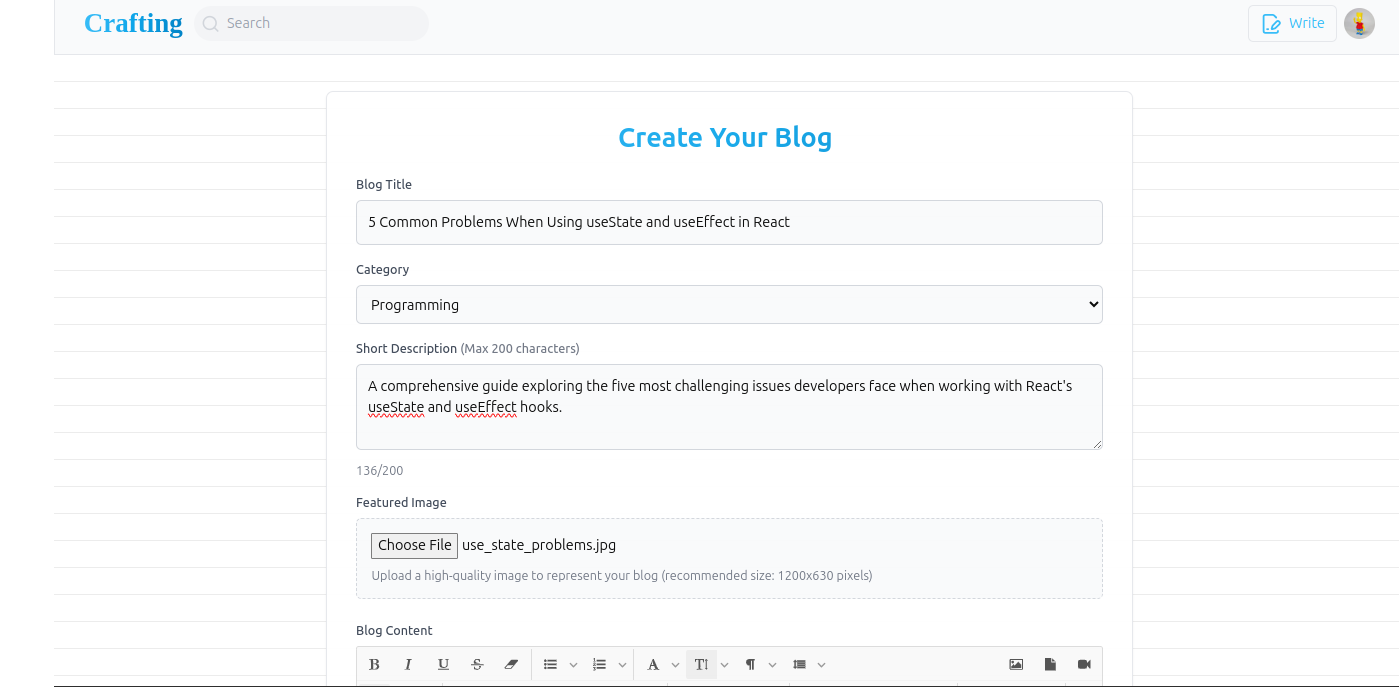 Crafting
Search
Write
Create Your Blog
Blog Title
5 Common Problems When Using useState and useEffect in React
Category
Programming
Short Description (Max 200 characters)
A comprehensive guide exploring the five most challenging issues developers face when working with React's
useState and useEffect hooks.
136/200
Featured Image
Choose File use_state_problems.jpg
Upload a high-quality image to represent your blog (recommended size: 1200x630 pixels)
Blog Content
B I U S A T! ¶